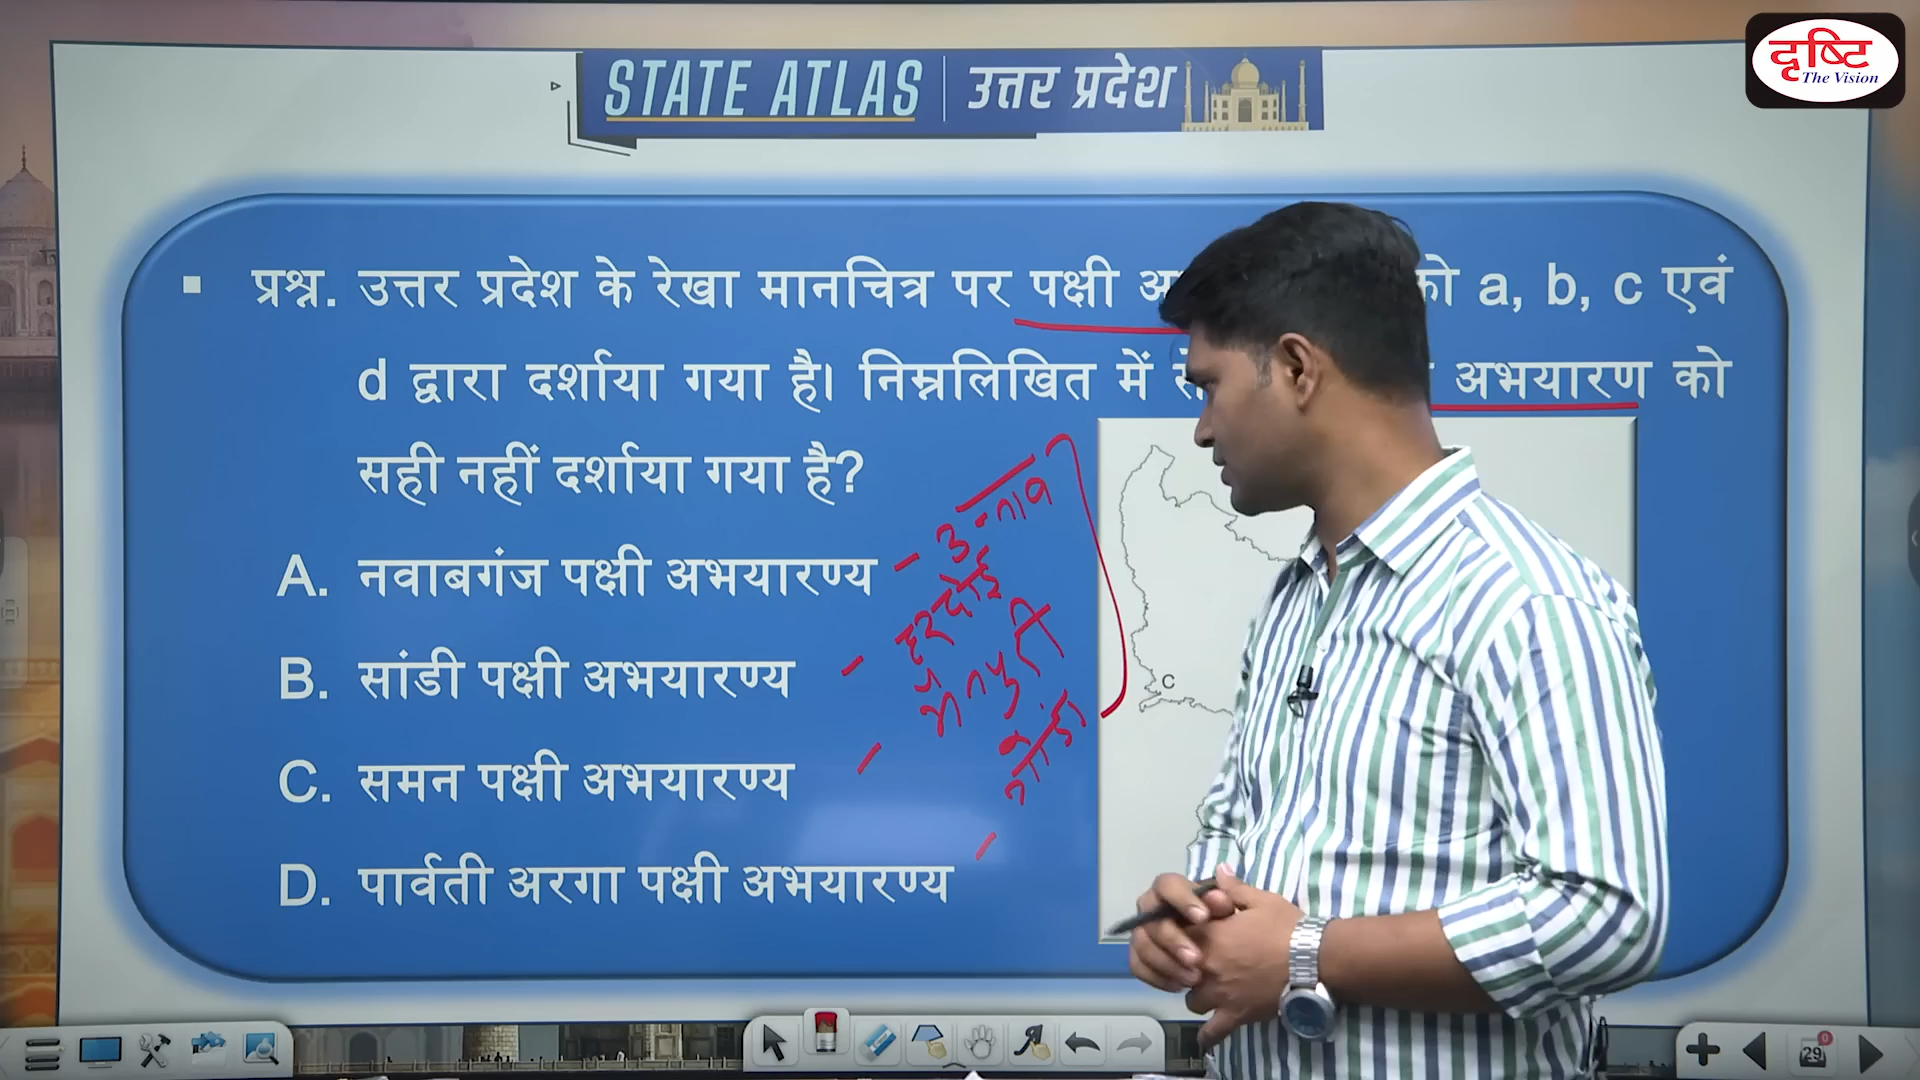 दृष्टि
The Vision
STATE ATLAS उत्तर प्रदेश
प्रश्न. उत्तर प्रदेश के रेखा मानचित्र पर पक्षी को a, b, c एवं
d द्वारा दर्शाया गया है। निम्नलिखित में अभयारण को
सही नहीं दर्शाया गया है?
A. नवाबगंज पक्षी अभयारण्य
उन्नाव
B. सांडी पक्षी अभयारण्य
हरदोई
C. समन पक्षी अभयारण्य
मैनपुरी
D. पार्वती अरगा पक्षी अभयारण्य
गोंडा
C
29
0